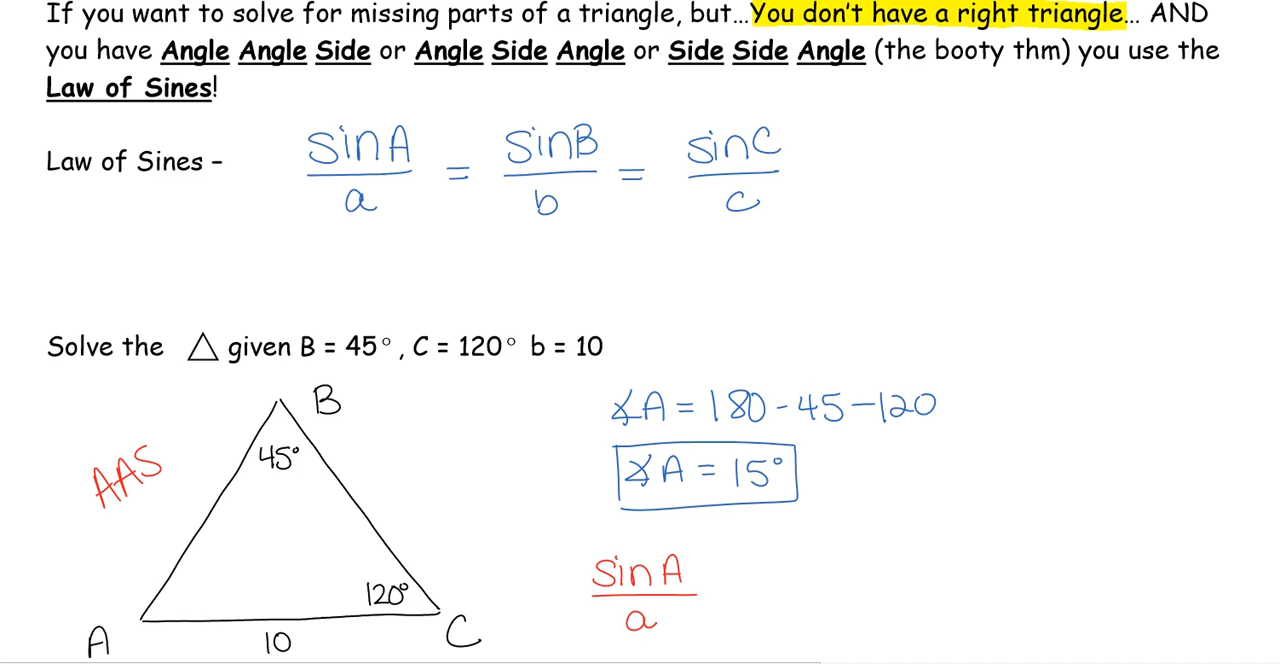 If you want to solve for missing parts of a triangle, but...You don't have a right triangle... AND
you have Angle Angle Side or Angle Side Angle or Side Side Angle (the booty thm) you use the
Law of Sines!
Law of Sines - sinA/a = sinB/b = sinC/c
Solve the △ given B = 45°, C = 120° b = 10
B
∡A = 180 - 45 - 120
AAS
45°
∡A = 15°
120°
sinA/a
A
10
C